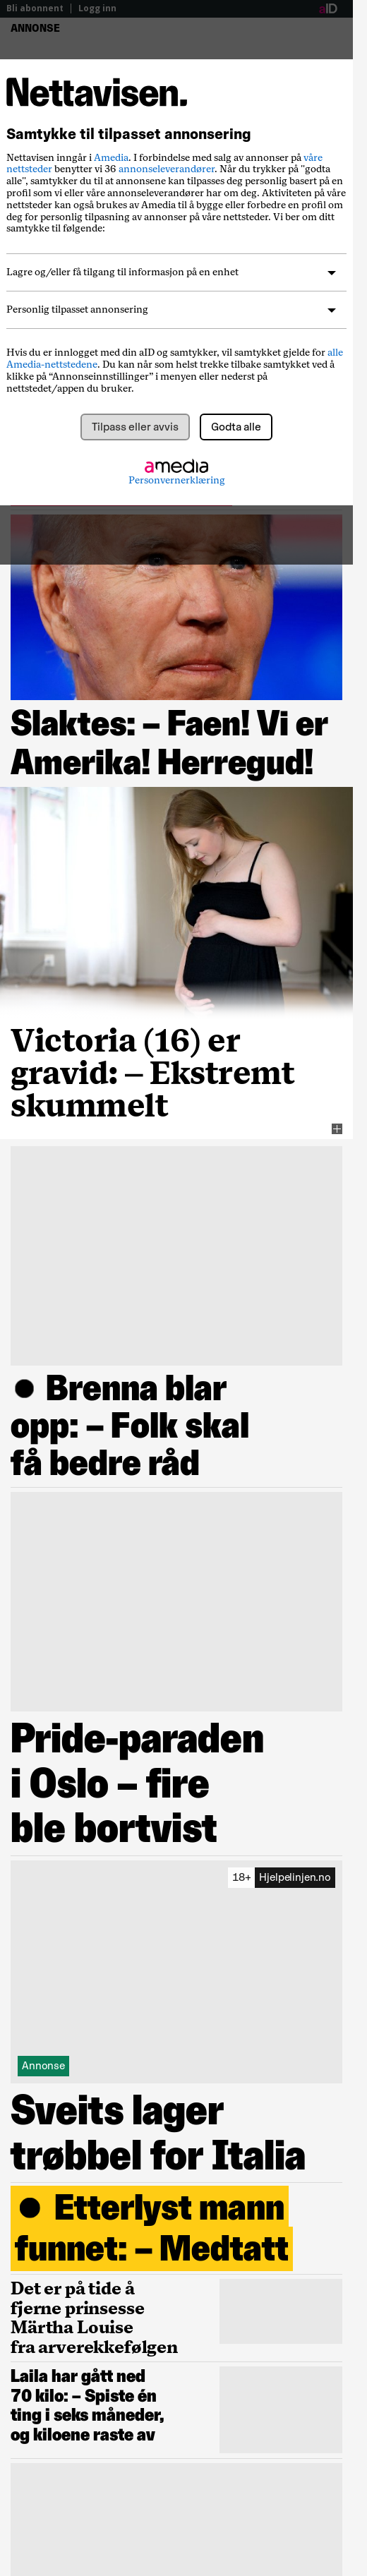 Bli abonnent | Logg inn
aID
ANNONSE
Nettavisen.
Samtykke til tilpasset annonsering
Nettavisen inngår i Amedia. I forbindelse med salg av annonser på våre
nettsteder benytter vi 36 annonseleverandører. Når du trykker på "godta
alle", samtykker du til at annonsene kan tilpasses deg personlig basert på en
profil som vi eller våre annonseleverandører har om deg. Aktiviteten på våre
nettsteder kan også brukes av Amedia til å bygge eller forbedre en profil om
deg for personlig tilpasning av annonser på våre nettsteder. Vi ber om ditt
samtykke til følgende:
Lagre og/eller få tilgang til informasjon på en enhet
Personlig tilpasset annonsering
Hvis du er innlogget med din aID og samtykker, vil samtykket gjelde for alle
Amedia-nettstedene. Du kan når som helst trekke tilbake samtykket ved å
klikke på “Annonseinnstillinger” i menyen eller nederst på
nettstedet/appen du bruker.
Tilpass eller avvis
Godta alle
amedia
Personvernerklæring
Slaktes: – Faen! Vi er
Amerika! Herregud!
Victoria (16) er
gravid: – Ekstremt
skummelt
● Brenna blar
opp: – Folk skal
få bedre råd
Pride-paraden
i Oslo – fire
ble bortvist
18+ Hjelpelinjen.no
Annonse
Sveits lager
trøbbel for Italia
● Etterlyst mann
funnet: – Medtatt
Det er på tide å
fjerne prinsesse
Märtha Louise
fra arverekkefølgen
Laila har gått ned
70 kilo: – Spiste én
ting i seks måneder,
og kiloene raste av